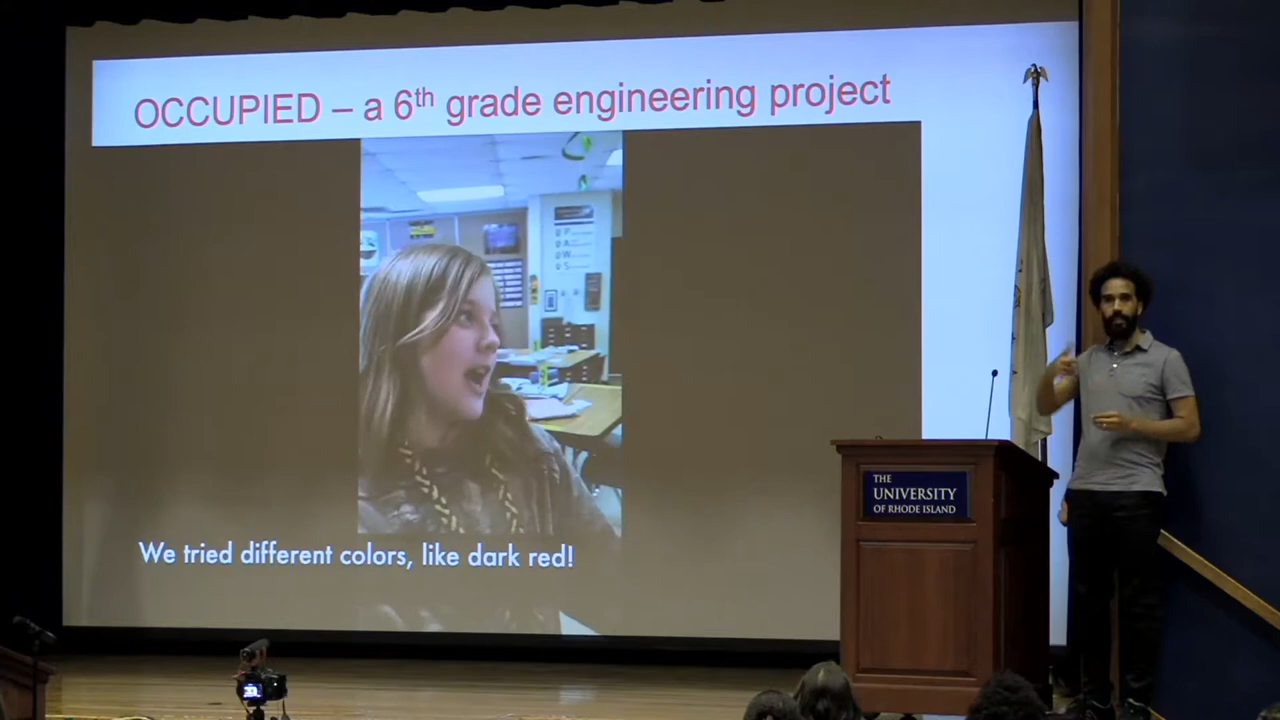 OCCUPIED – a 6th grade engineering project
P
A
W
S
We tried different colors, like dark red!
THE
UNIVERSITY
OF RHODE ISLAND